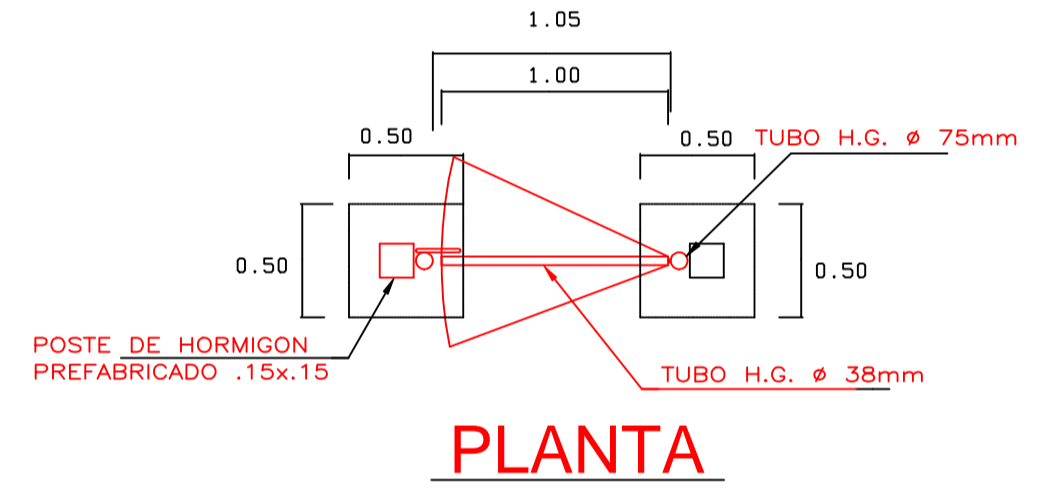 1.05
1.00
0.50
0.50
TUBO H.G. ø 75mm
0.50
0.50
POSTE DE HORMIGON
PREFABRICADO .15x.15
TUBO H.G. ø 38mm
PLANTA